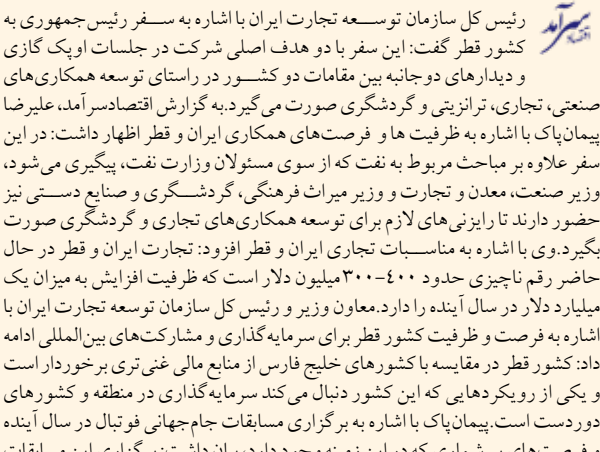 سرآمد
اقتصاد
رئیس کل سازمان توســعه تجارت ایران با اشاره به ســفر رئیس‌جمهوری به
کشور قطر گفت: این سفر با دو هدف اصلی شرکت در جلسات اوپک گازی
و دیدارهای دوجانبه بین مقامات دو کشــور در راستای توسعه همکاری‌های
صنعتی، تجاری، ترانزیتی و گردشگری صورت می‌گیرد.به گزارش اقتصادسرآمد، علیرضا
پیمان‌پاک با اشاره به ظرفیت ها و فرصت‌های همکاری ایران و قطر اظهار داشت: در این
سفر علاوه بر مباحث مربوط به نفت که از سوی مسئولان وزارت نفت، پیگیری می‌شود،
وزیر صنعت، معدن و تجارت و وزیر میراث فرهنگی، گردشــگری و صنایع دســتی نیز
حضور دارند تا رایزنی‌های لازم برای توسعه همکاری‌های تجاری و گردشگری صورت
بگیرد.وی با اشاره به مناســبات تجاری ایران و قطر افزود: تجارت ایران و قطر در حال
حاضر رقم ناچیزی حدود ۴۰۰-۳۰۰میلیون دلار است که ظرفیت افزایش به میزان یک
میلیارد دلار در سال آینده را دارد.معاون وزیر و رئیس کل سازمان توسعه تجارت ایران با
اشاره به فرصت و ظرفیت کشور قطر برای سرمایه‌گذاری و مشارکت‌های بین‌المللی ادامه
داد: کشور قطر در مقایسه با کشورهای خلیج فارس از منابع مالی غنی‌تری برخوردار است
و یکی از رویکردهایی که این کشور دنبال می‌کند سرمایه‌گذاری در منطقه و کشورهای
دوردست است.پیمان‌پاک با اشاره به برگزاری مسابقات جام‌جهانی فوتبال در سال آینده